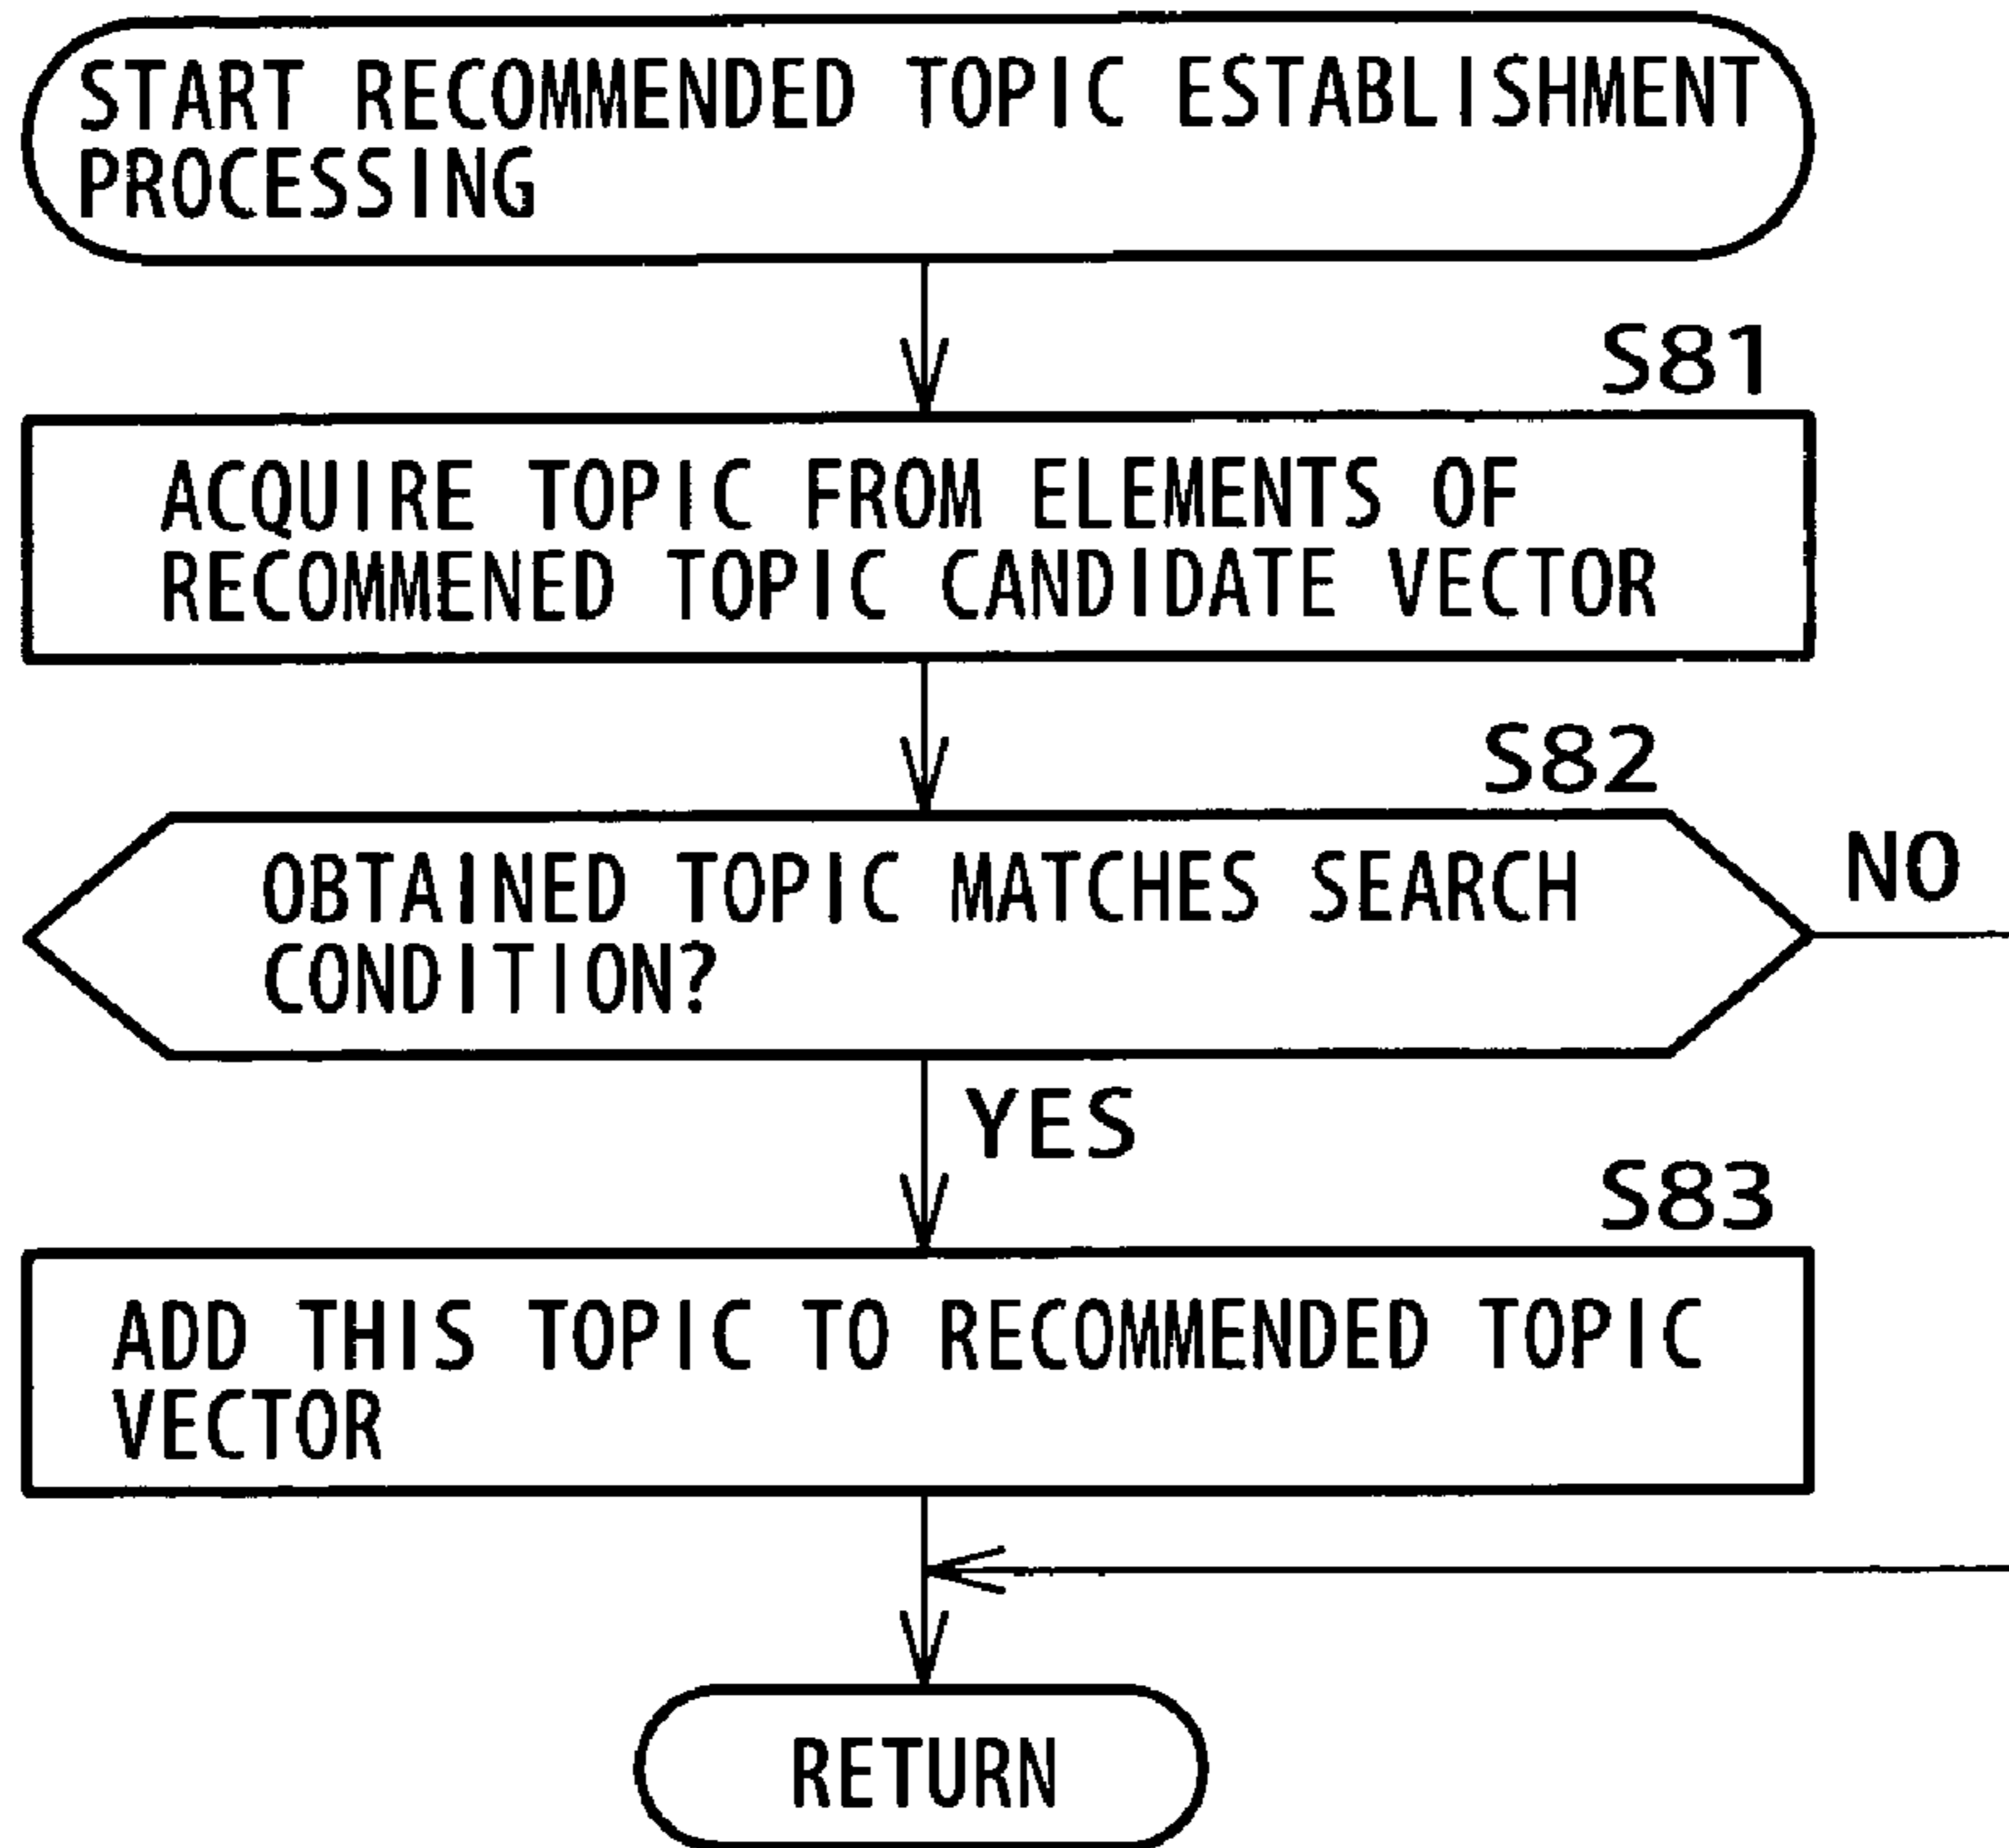 START RECOMMENDED TOPIC ESTABLISHMENT
PROCESSING
S81
ACQUIRE TOPIC FROM ELEMENTS OF
RECOMMENED TOPIC CANDIDATE VECTOR
S82
OBTAINED TOPIC MATCHES SEARCH
CONDITION?
NO
YES
S83
ADD THIS TOPIC TO RECOMMENDED TOPIC
VECTOR
RETURN